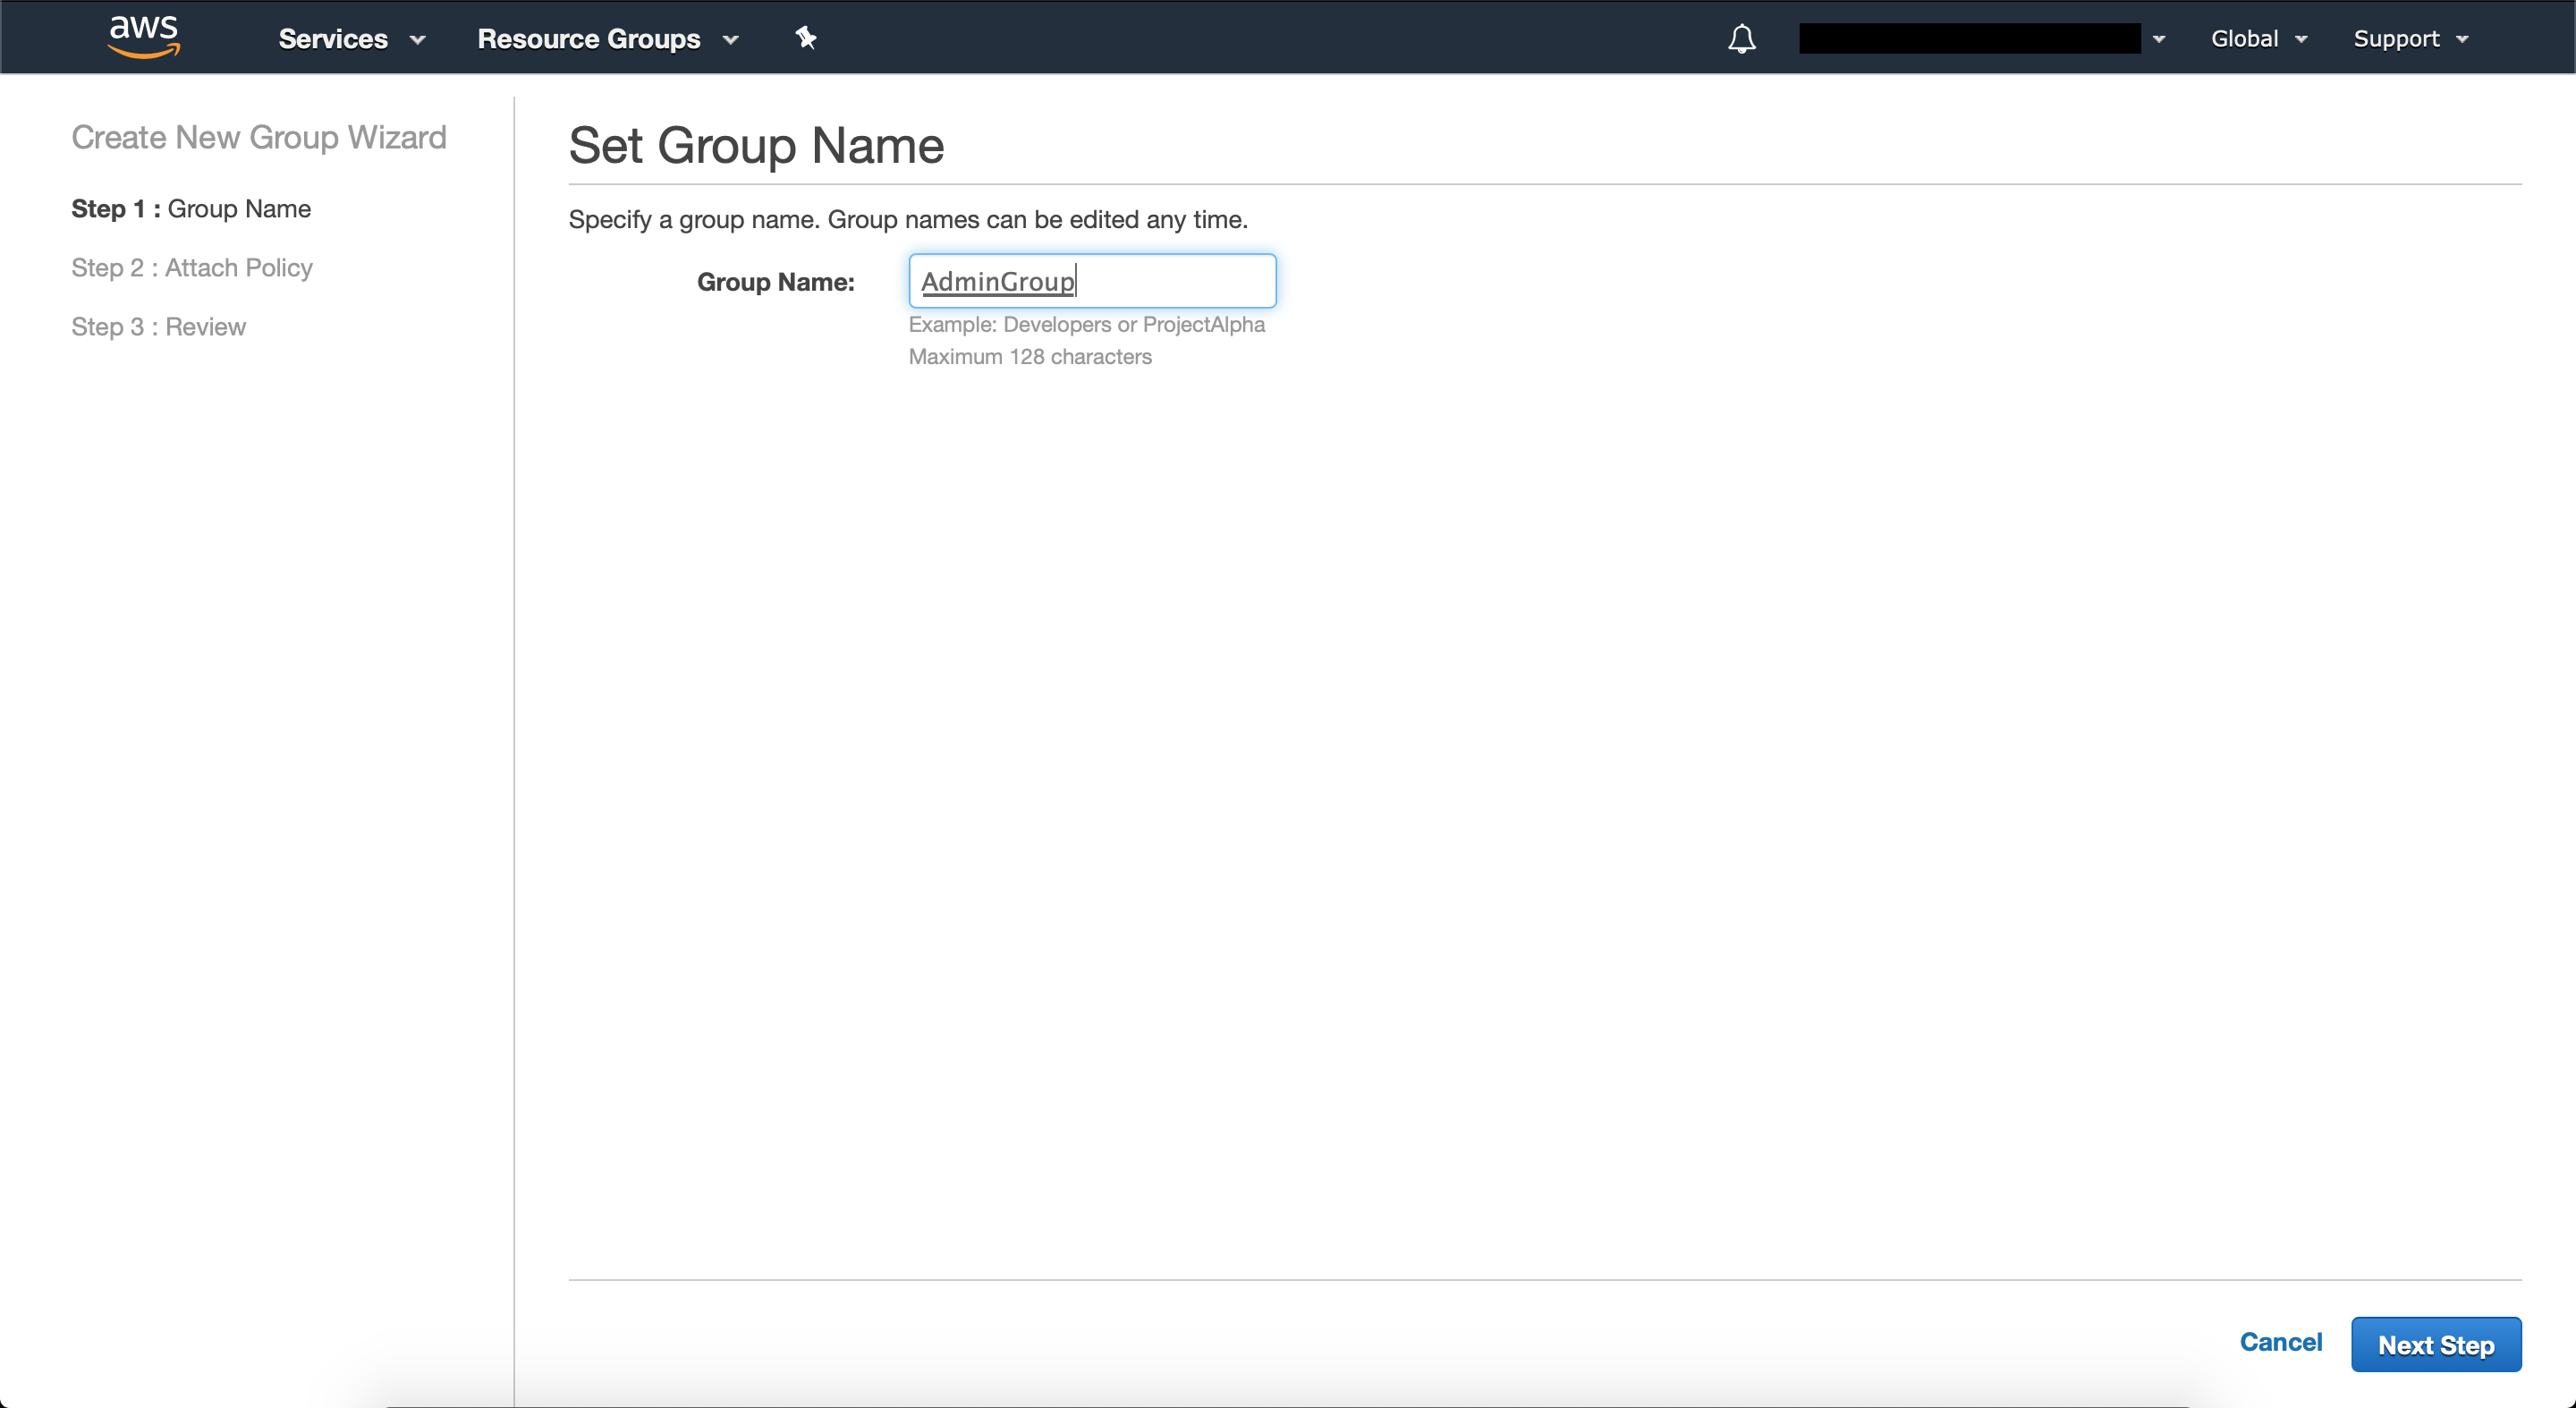 aws Services Resource Groups Global Support
Create New Group Wizard
Step 1 : Group Name
Step 2 : Attach Policy
Step 3 : Review
Set Group Name
Specify a group name. Group names can be edited any time.
Group Name: AdminGroup
Example: Developers or ProjectAlpha
Maximum 128 characters
Cancel Next Step